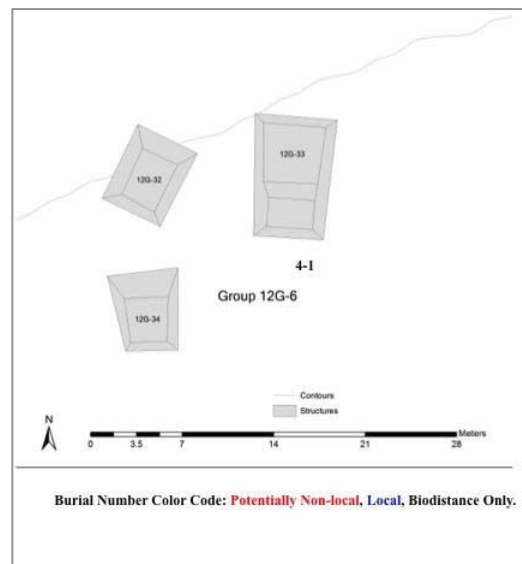 12G-33
12G-32
4-1
Group 12G-6
12G-34
Contours
Structures
N
Meters
0 3.5 7 14 21 28
Burial Number Color Code: Potentially Non-local, Local, Biodistance Only.